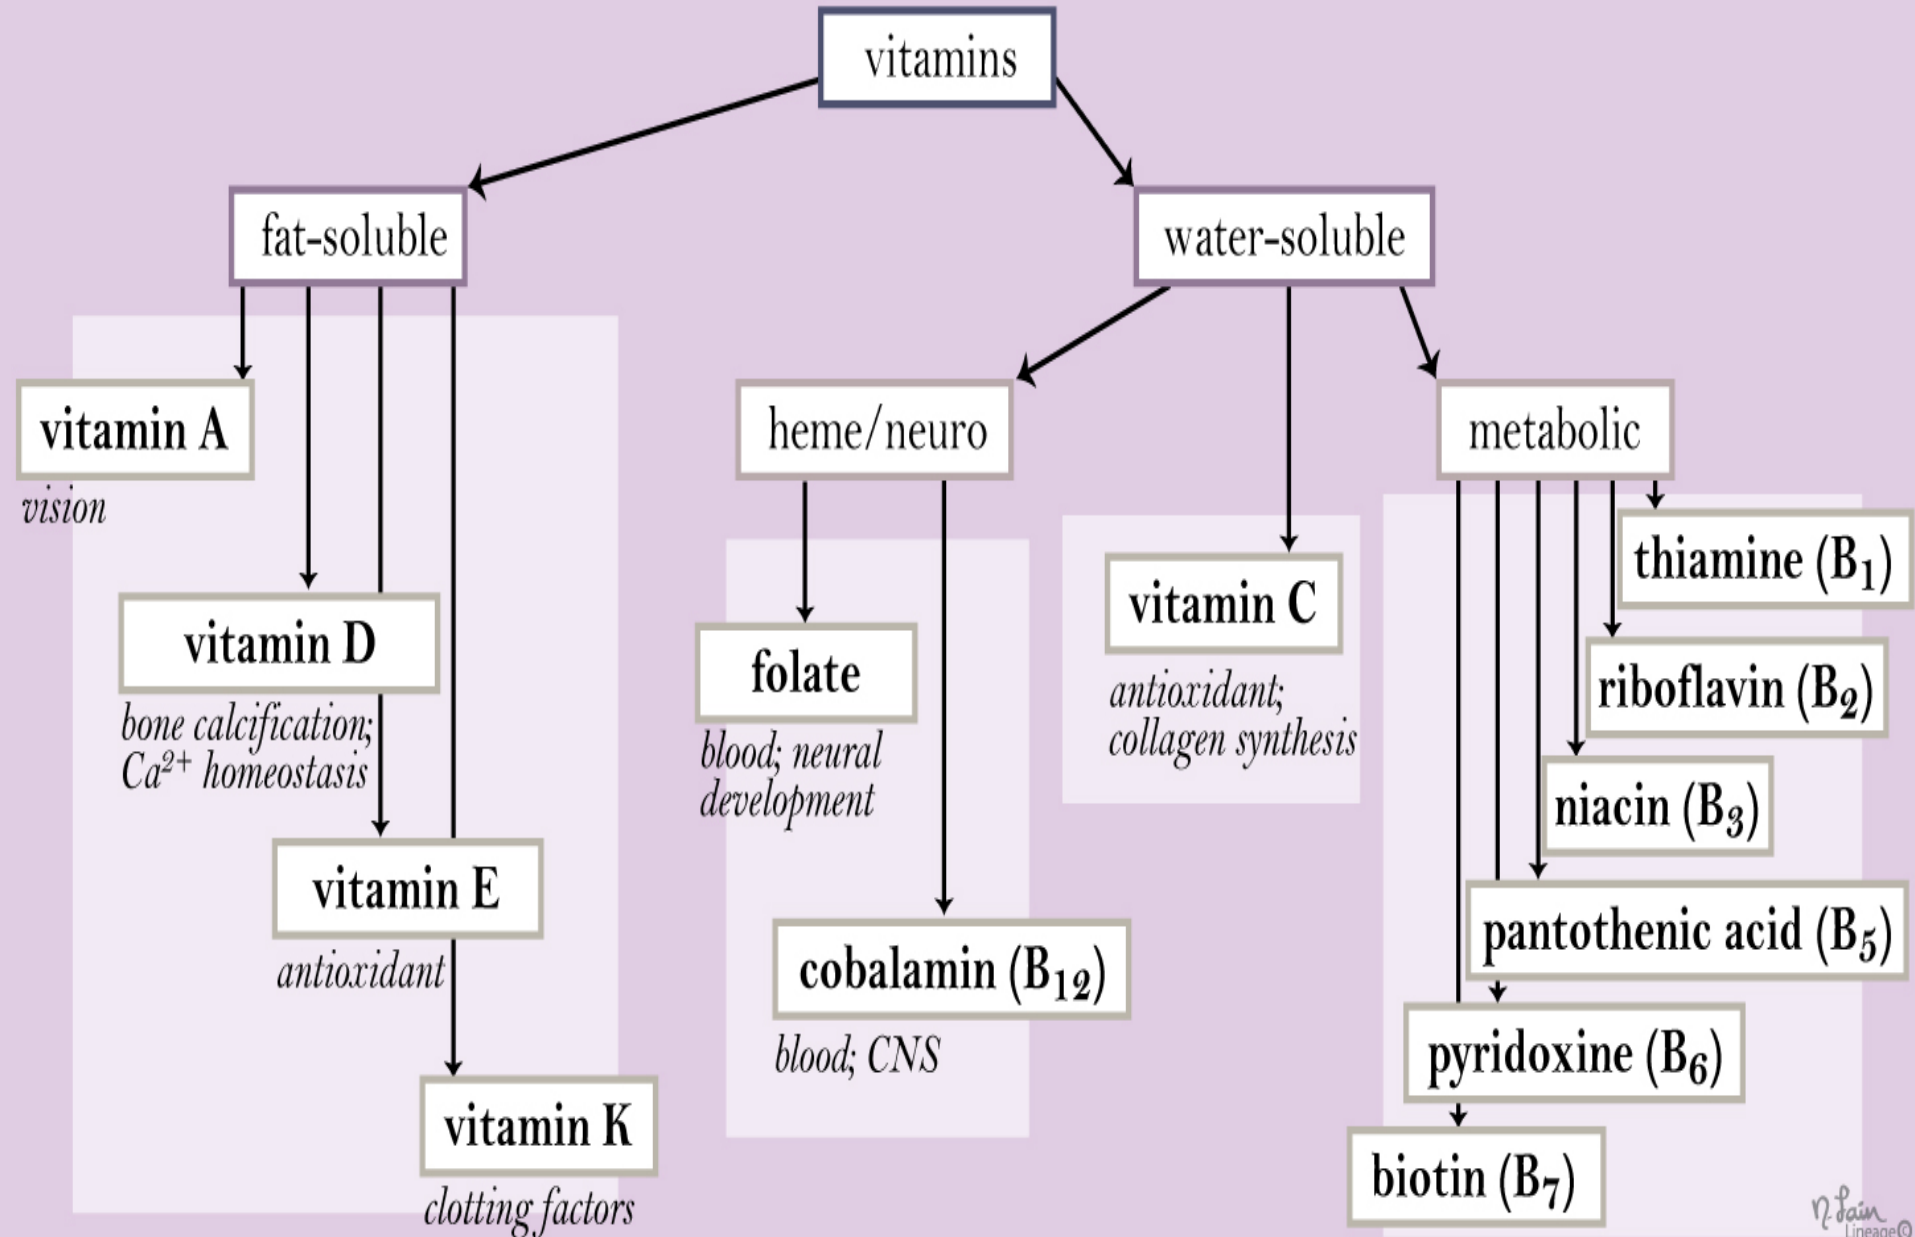 vitamins
fat-soluble
water-soluble
vitamin A
vision
heme/neuro
metabolic
thiamine (B₁)
vitamin D
bone calcification;
Ca²⁺ homeostasis
folate
blood; neural
development
vitamin C
antioxidant;
collagen synthesis
riboflavin (B₂)
niacin (B₃)
vitamin E
antioxidant
cobalamin (B₁₂)
blood; CNS
pantothenic acid (B₅)
pyridoxine (B₆)
vitamin K
clotting factors
biotin (B₇)
Lineage©